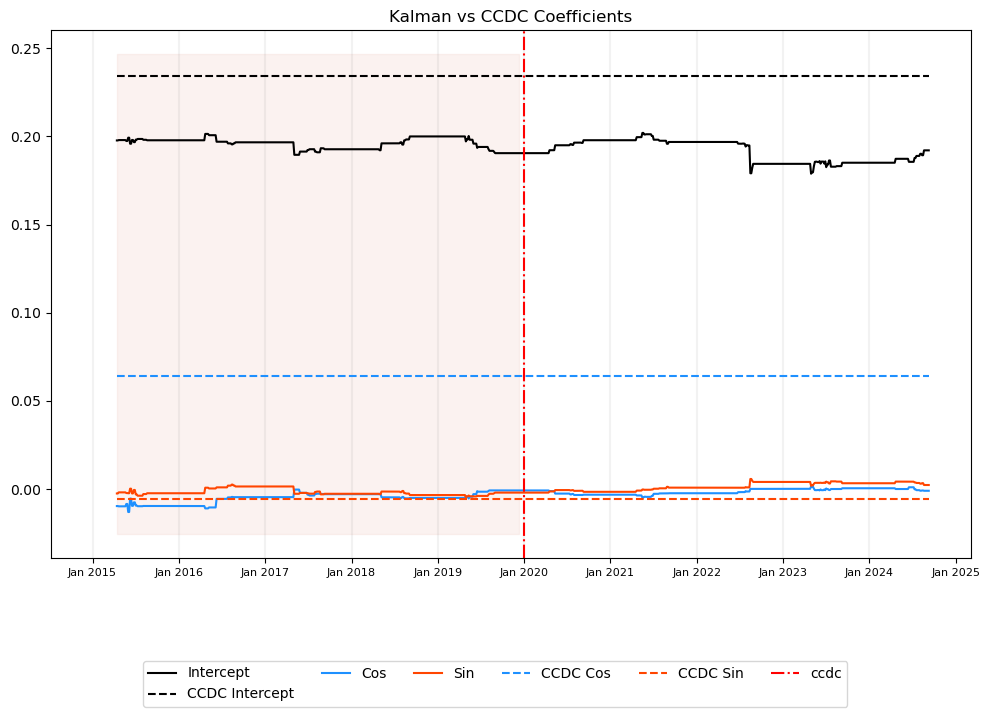 Kalman vs CCDC Coefficients
0.25
0.20
0.15
0.10
0.05
0.00
Jan 2015 Jan 2016 Jan 2017 Jan 2018 Jan 2019 Jan 2020 Jan 2021 Jan 2022 Jan 2023 Jan 2024 Jan 2025
Intercept Cos Sin CCDC Cos CCDC Sin ccdc
CCDC Intercept